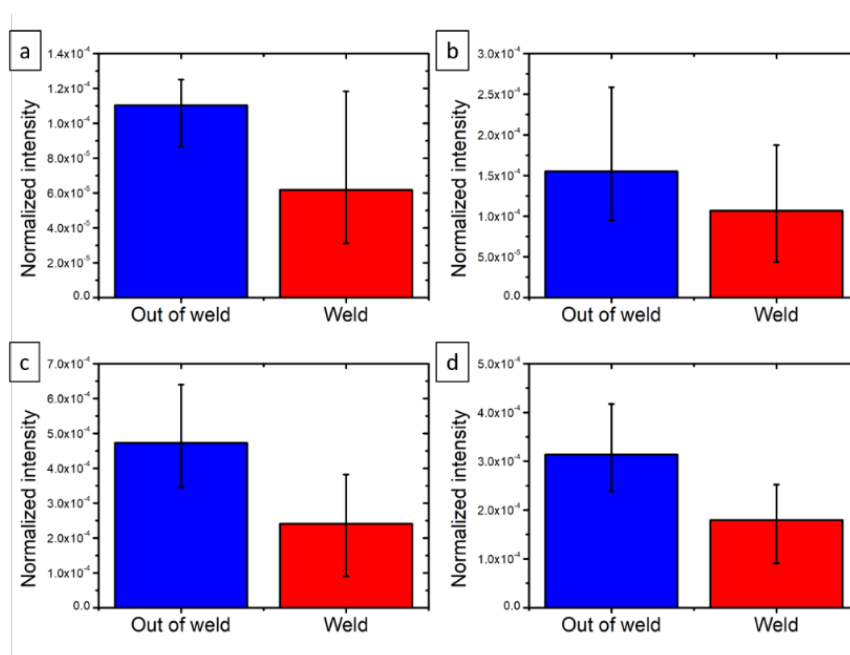 a
Normalized intensity
1.4x10⁻⁴
1.2x10⁻⁴
1.0x10⁻⁴
8.0x10⁻⁵
6.0x10⁻⁵
4.0x10⁻⁵
2.0x10⁻⁵
0.0
Out of weld Weld
b
Normalized intensity
3.0x10⁻⁴
2.5x10⁻⁴
2.0x10⁻⁴
1.5x10⁻⁴
1.0x10⁻⁴
5.0x10⁻⁵
0.0
Out of weld Weld
c
Normalized intensity
7.0x10⁻⁴
6.0x10⁻⁴
5.0x10⁻⁴
4.0x10⁻⁴
3.0x10⁻⁴
2.0x10⁻⁴
1.0x10⁻⁴
0.0
Out of weld Weld
d
Normalized intensity
5.0x10⁻⁴
4.0x10⁻⁴
3.0x10⁻⁴
2.0x10⁻⁴
1.0x10⁻⁴
0.0
Out of weld Weld